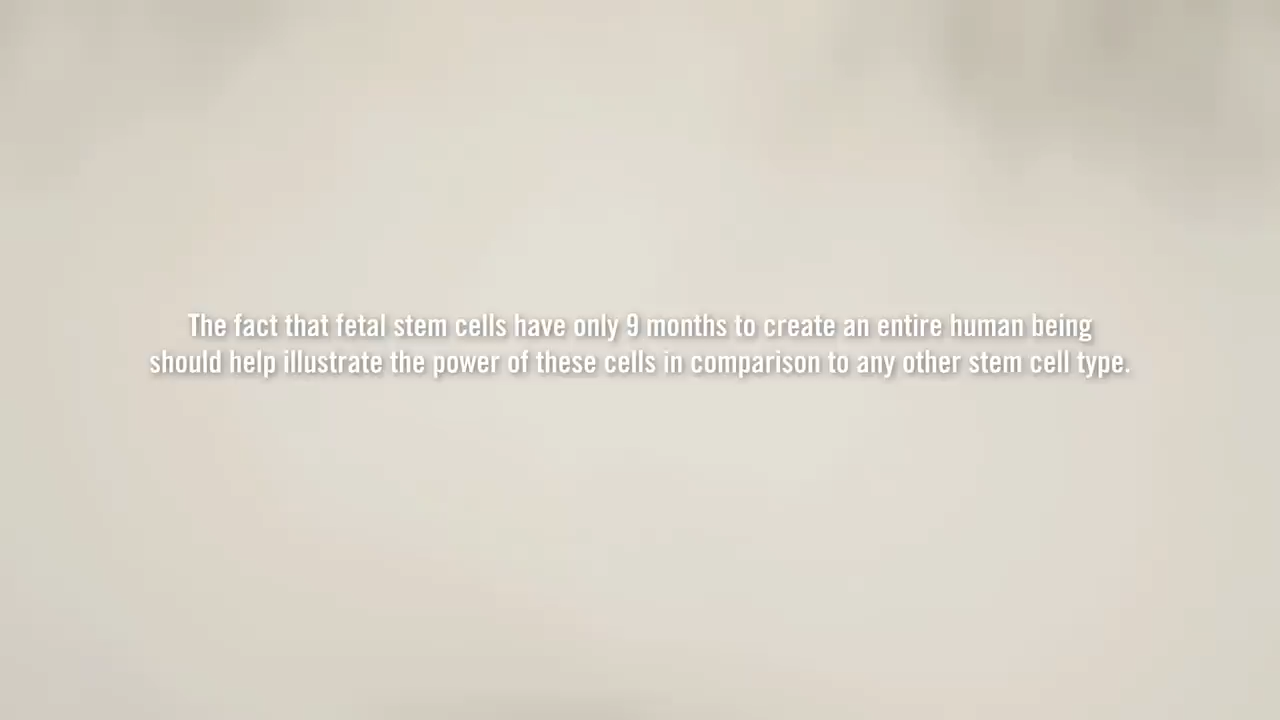 The fact that fetal stem cells have only 9 months to create an entire human being
should help illustrate the power of these cells in comparison to any other stem cell type.